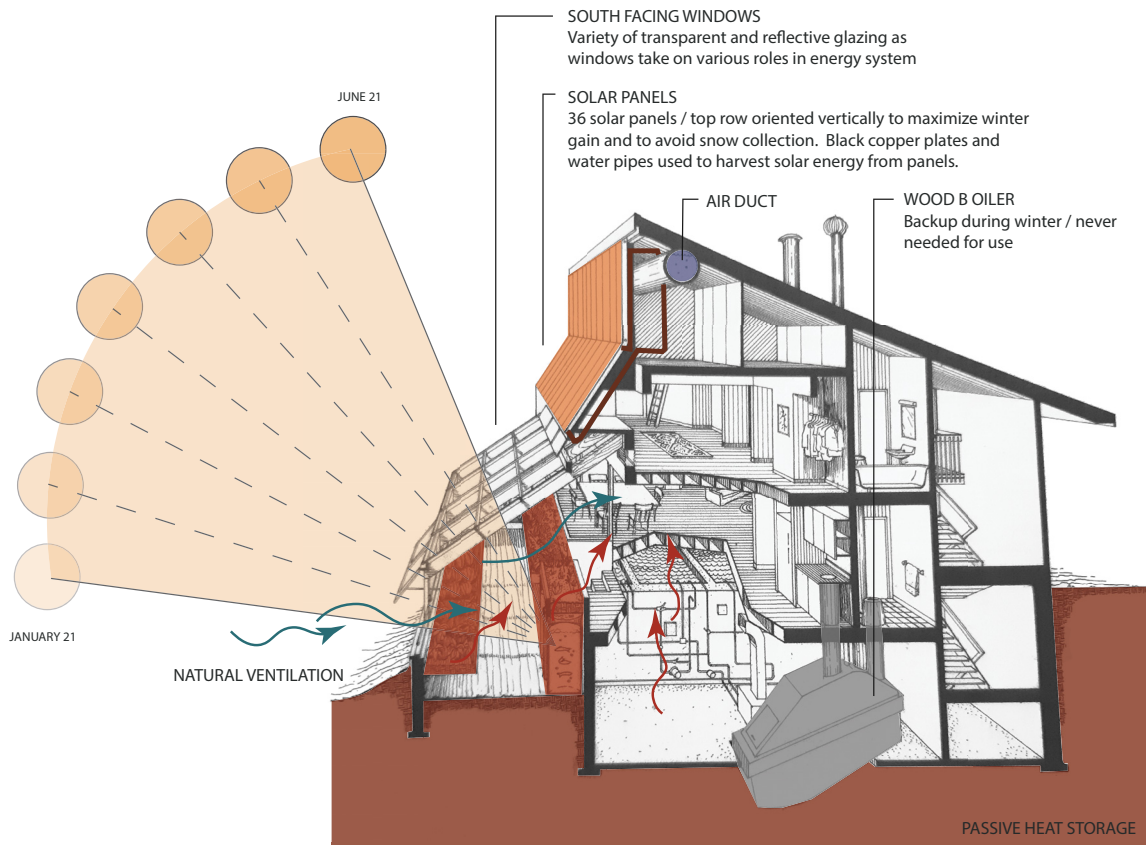 SOUTH FACING WINDOWS
Variety of transparent and reflective glazing as
windows take on various roles in energy system
JUNE 21
SOLAR PANELS
36 solar panels / top row oriented vertically to maximize winter
gain and to avoid snow collection.  Black copper plates and
water pipes used to harvest solar energy from panels.
AIR DUCT
WOOD B OILER
Backup during winter / never
needed for use
JANUARY 21
NATURAL VENTILATION
PASSIVE HEAT STORAGE